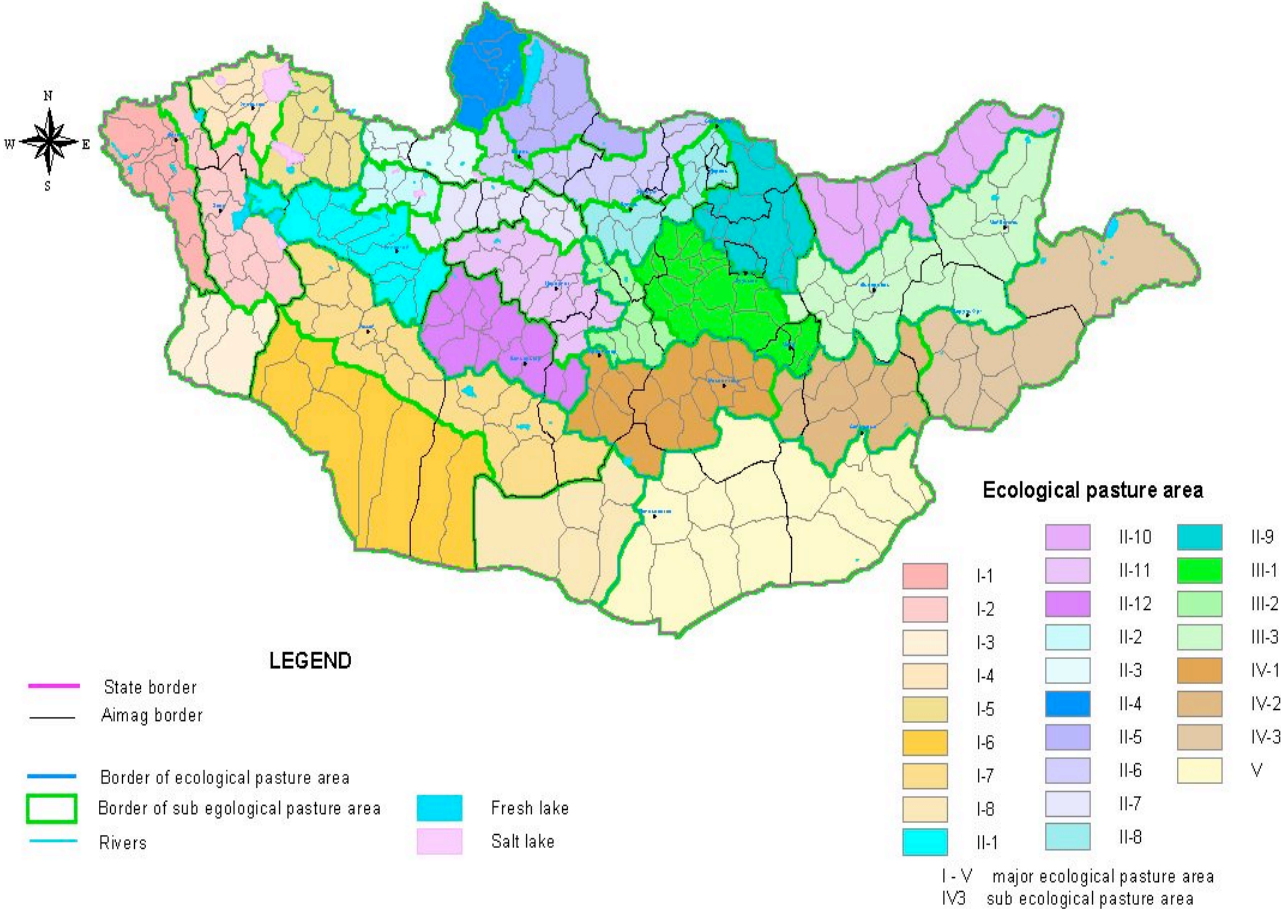 N
W E
S
Ecological pasture area
I-1
I-2
I-3
I-4
I-5
I-6
I-7
I-8
II-1
II-10
II-11
II-12
II-2
II-3
II-4
II-5
II-6
II-7
II-8
II-9
III-1
III-2
III-3
IV-1
IV-2
IV-3
V
I - V major ecological pasture area
IV3 sub ecological pasture area
LEGEND
State border
Aimag border
Border of ecological pasture area
Border of sub egological pasture area
Rivers
Fresh lake
Salt lake